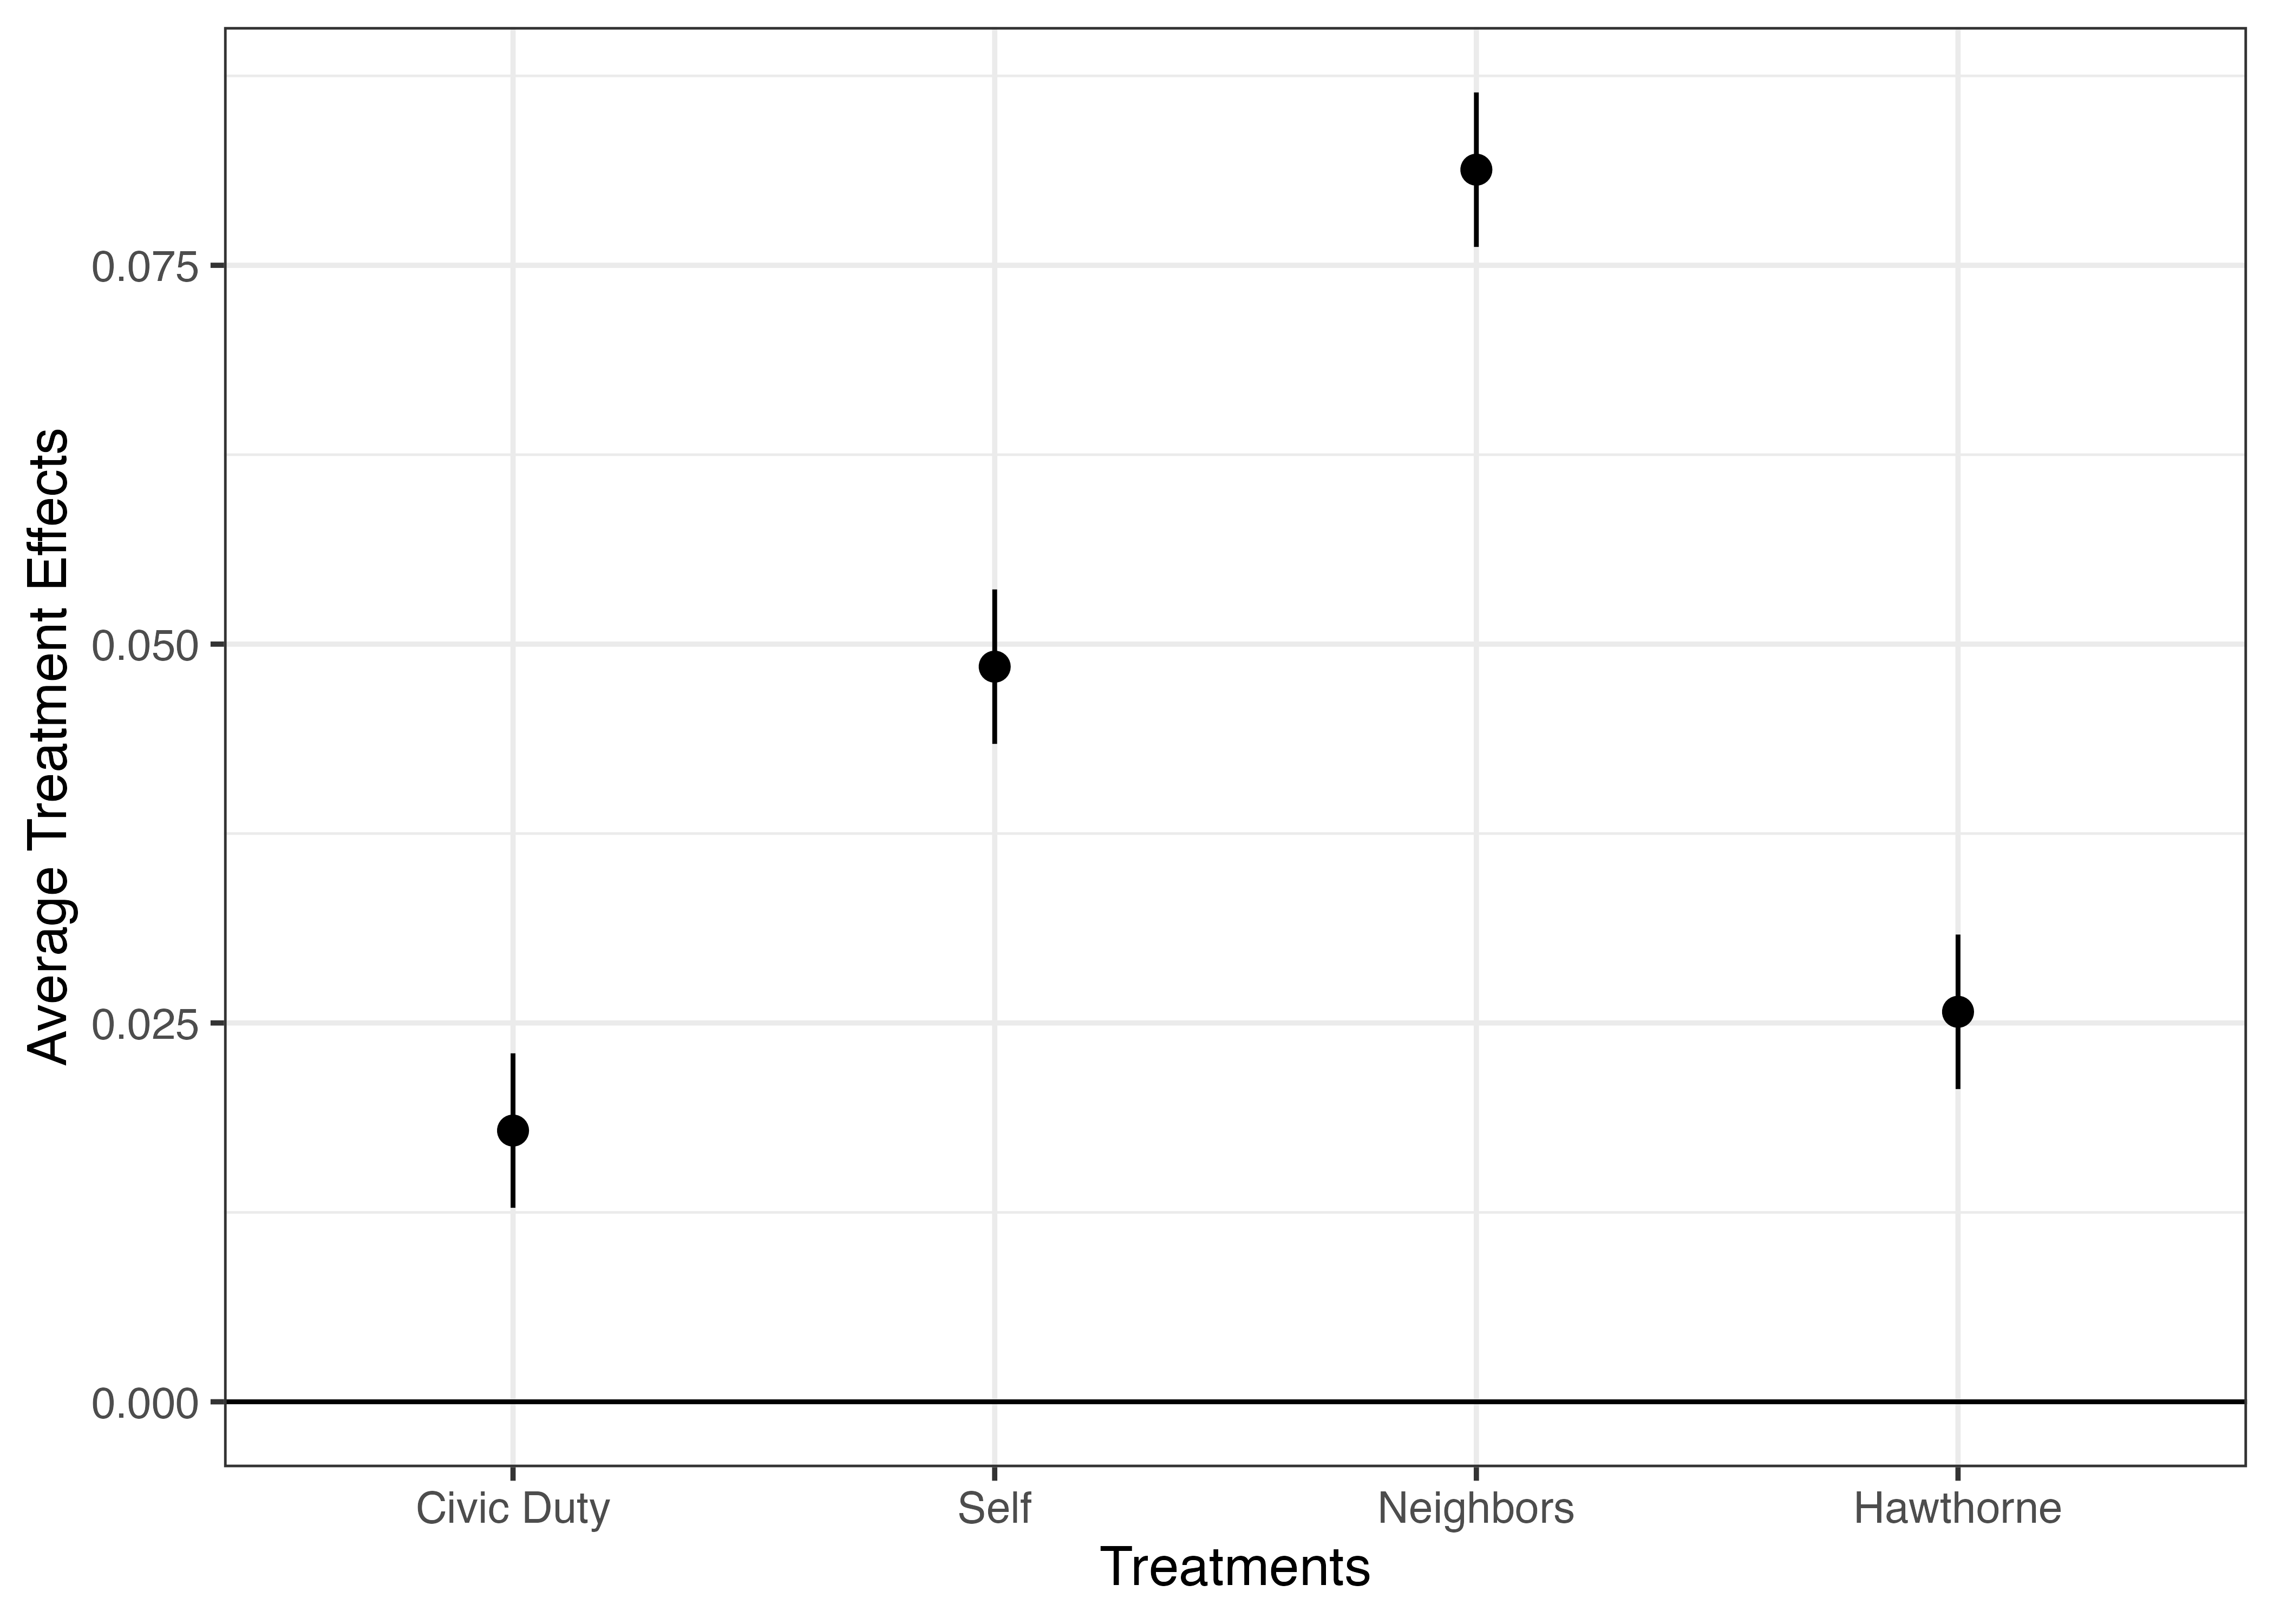 Average Treatment Effects
0.075
0.050
0.025
0.000
Civic Duty Self Neighbors Hawthorne
Treatments